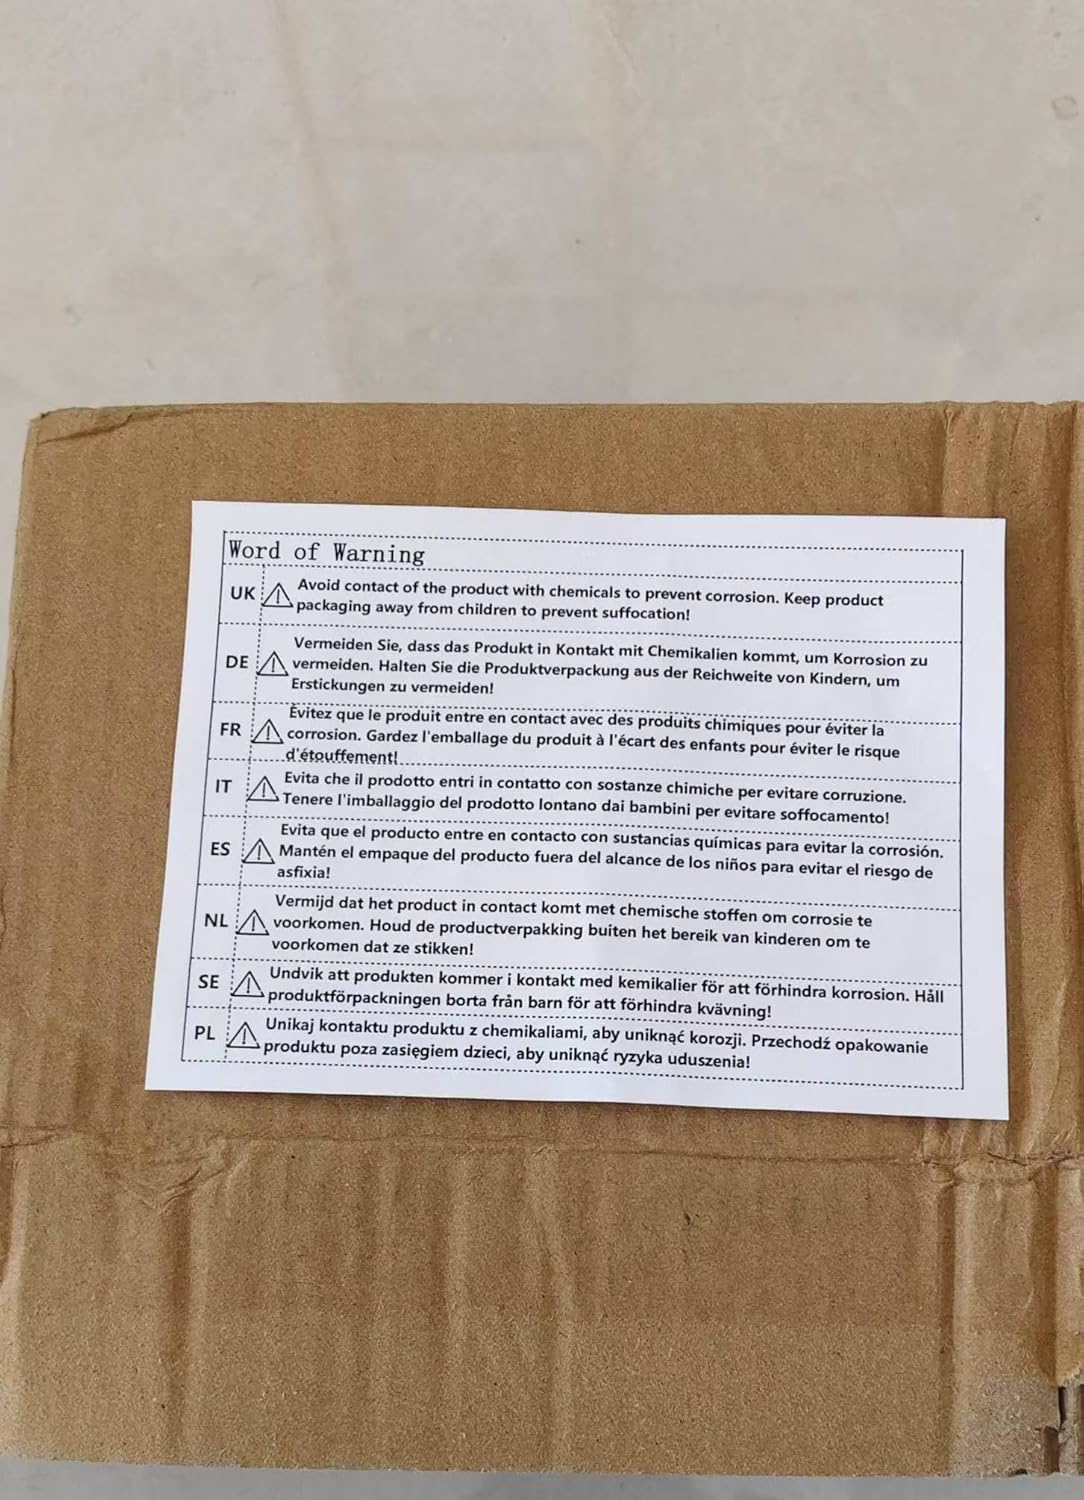 Word of Warning
UK Avoid contact of the product with chemicals to prevent corrosion. Keep product
packaging away from children to prevent suffocation!
DE Vermeiden Sie, dass das Produkt in Kontakt mit Chemikalien kommt, um Korrosion zu
vermeiden. Halten Sie die Produktverpackung aus der Reichweite von Kindern, um
Erstickungen zu vermeiden!
FR Évitez que le produit entre en contact avec des produits chimiques pour éviter la
corrosion. Gardez l'emballage du produit à l'écart des enfants pour éviter le risque
d'étouffement!
IT Evita che il prodotto entri in contatto con sostanze chimiche per evitare corruzione.
Tenere l'imballaggio del prodotto lontano dai bambini per evitare soffocamento!
ES Evita que el producto entre en contacto con sustancias químicas para evitar la corrosión.
Mantén el empaque del producto fuera del alcance de los niños para evitar el riesgo de
asfixia!
NL Vermijd dat het product in contact komt met chemische stoffen om corrosie te
voorkomen. Houd de productverpakking buiten het bereik van kinderen om te
voorkomen dat ze stikken!
SE Undvik att produkten kommer i kontakt med kemikalier för att förhindra korrosion. Håll
produktförpackningen borta från barn för att förhindra kvävning!
PL Unikaj kontaktu produktu z chemikaliami, aby uniknąć korozji. Przechodź opakowanie
produktu poza zasięgiem dzieci, aby uniknąć ryzyka uduszenia!